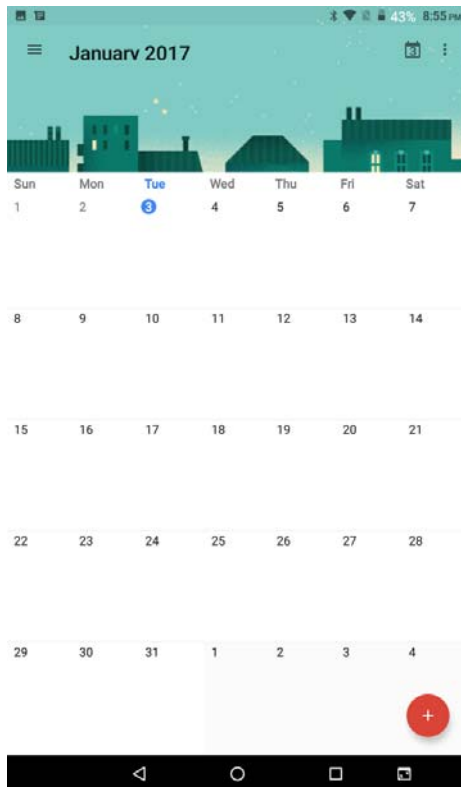 43% 8:55 PM
January 2017
3
Sun Mon Tue Wed Thu Fri Sat
1 2 3 4 5 6 7
8 9 10 11 12 13 14
15 16 17 18 19 20 21
22 23 24 25 26 27 28
29 30 31 1 2 3 4
+